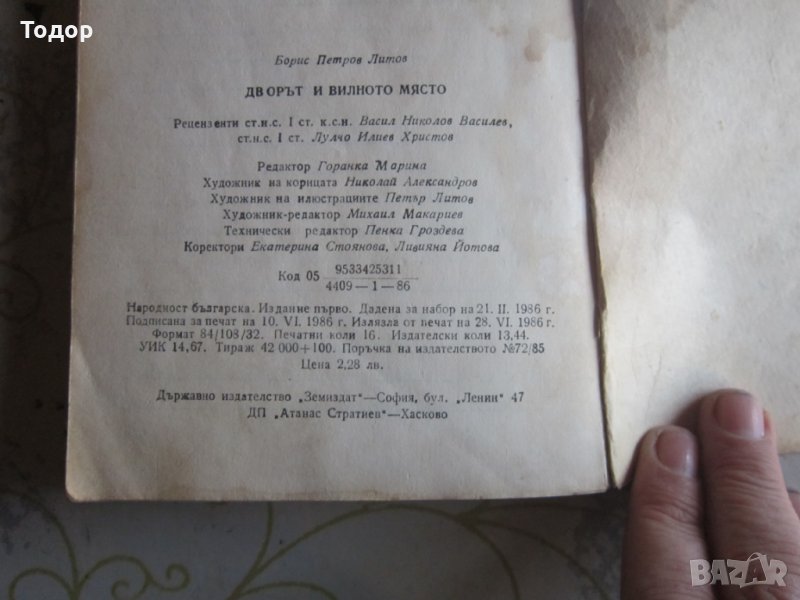 Todor
Борис Петров Литов
ДВОРЪТ И ВИЛНОТО МЯСТО
Рецензенти ст.н.с. I ст. к.с.н. Васил Николов Василев,
ст.н.с. I ст. Лулчо Илиев Христов
Редактор Горанка Марина
Художник на корицата Николай Александров
Художник на илюстрациите Петър Литов
Художник-редактор Михаил Макариев
Технически редактор Пенка Гроздева
Коректори Екатерина Стоянова, Ливияна Йотова
Код 05 9533425311
4409—1—86
Народност българска. Издание първо. Дадена за набор на 21. II. 1986 г.
Подписана за печат на 10. VI. 1986 г. Излязла от печат на 28. VI. 1986 г.
Формат 84/108/32. Печатни коли 16. Издателски коли 13,44.
УИК 14,67. Тираж 42 000+100. Поръчка на издателството №72/85
Цена 2,28 лв.
Държавно издателство „Земиздат"—София, бул. „Ленин" 47
ДП „Атанас Стратиев"—Хасково
BAZAR